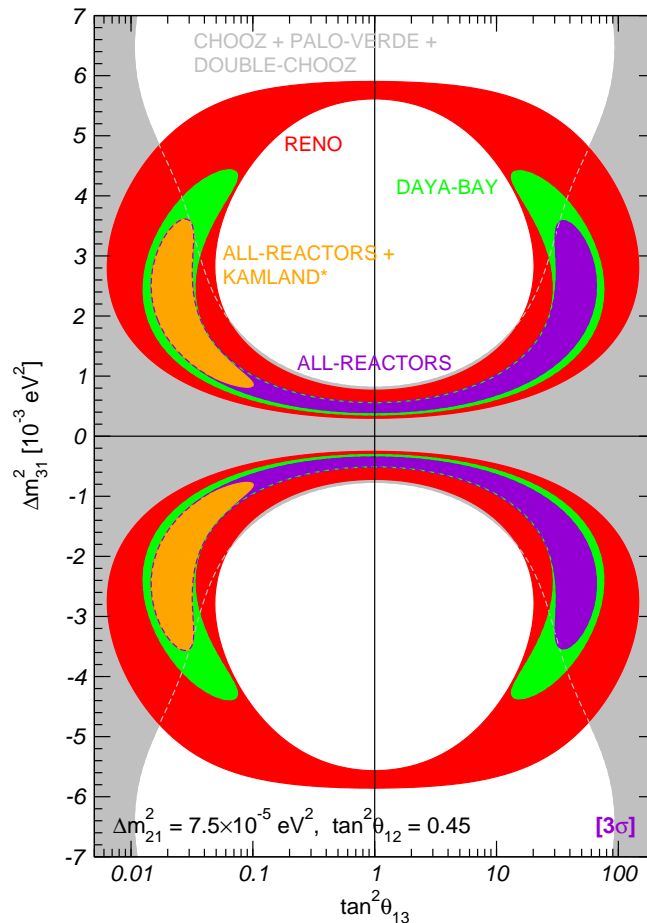 CHOOZ + PALO-VERDE +
DOUBLE-CHOOZ
RENO
DAYA-BAY
ALL-REACTORS +
KAMLAND*
ALL-REACTORS
Δm²₃₁ [10⁻³ eV²]
7
6
5
4
3
2
1
0
-1
-2
-3
-4
-5
-6
-7
Δm²₂₁ = 7.5×10⁻⁵ eV², tan²θ₁₂ = 0.45
[3σ]
0.01 0.1 1 10 100
tan²θ₁₃